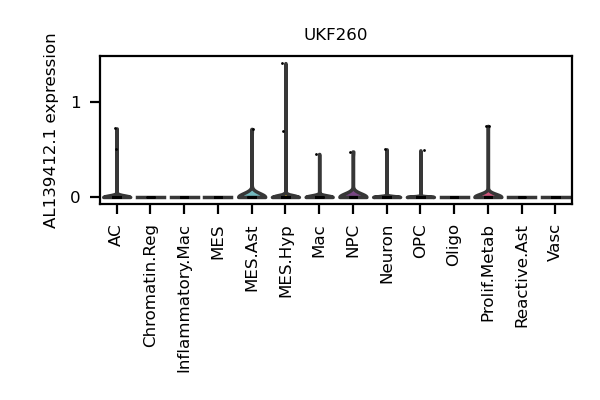 UKF260
AL139412.1 expression
1
0
AC
Chromatin.Reg
Inflammatory.Mac
MES
MES.Ast
MES.Hyp
Mac
NPC
Neuron
OPC
Oligo
Prolif.Metab
Reactive.Ast
Vasc